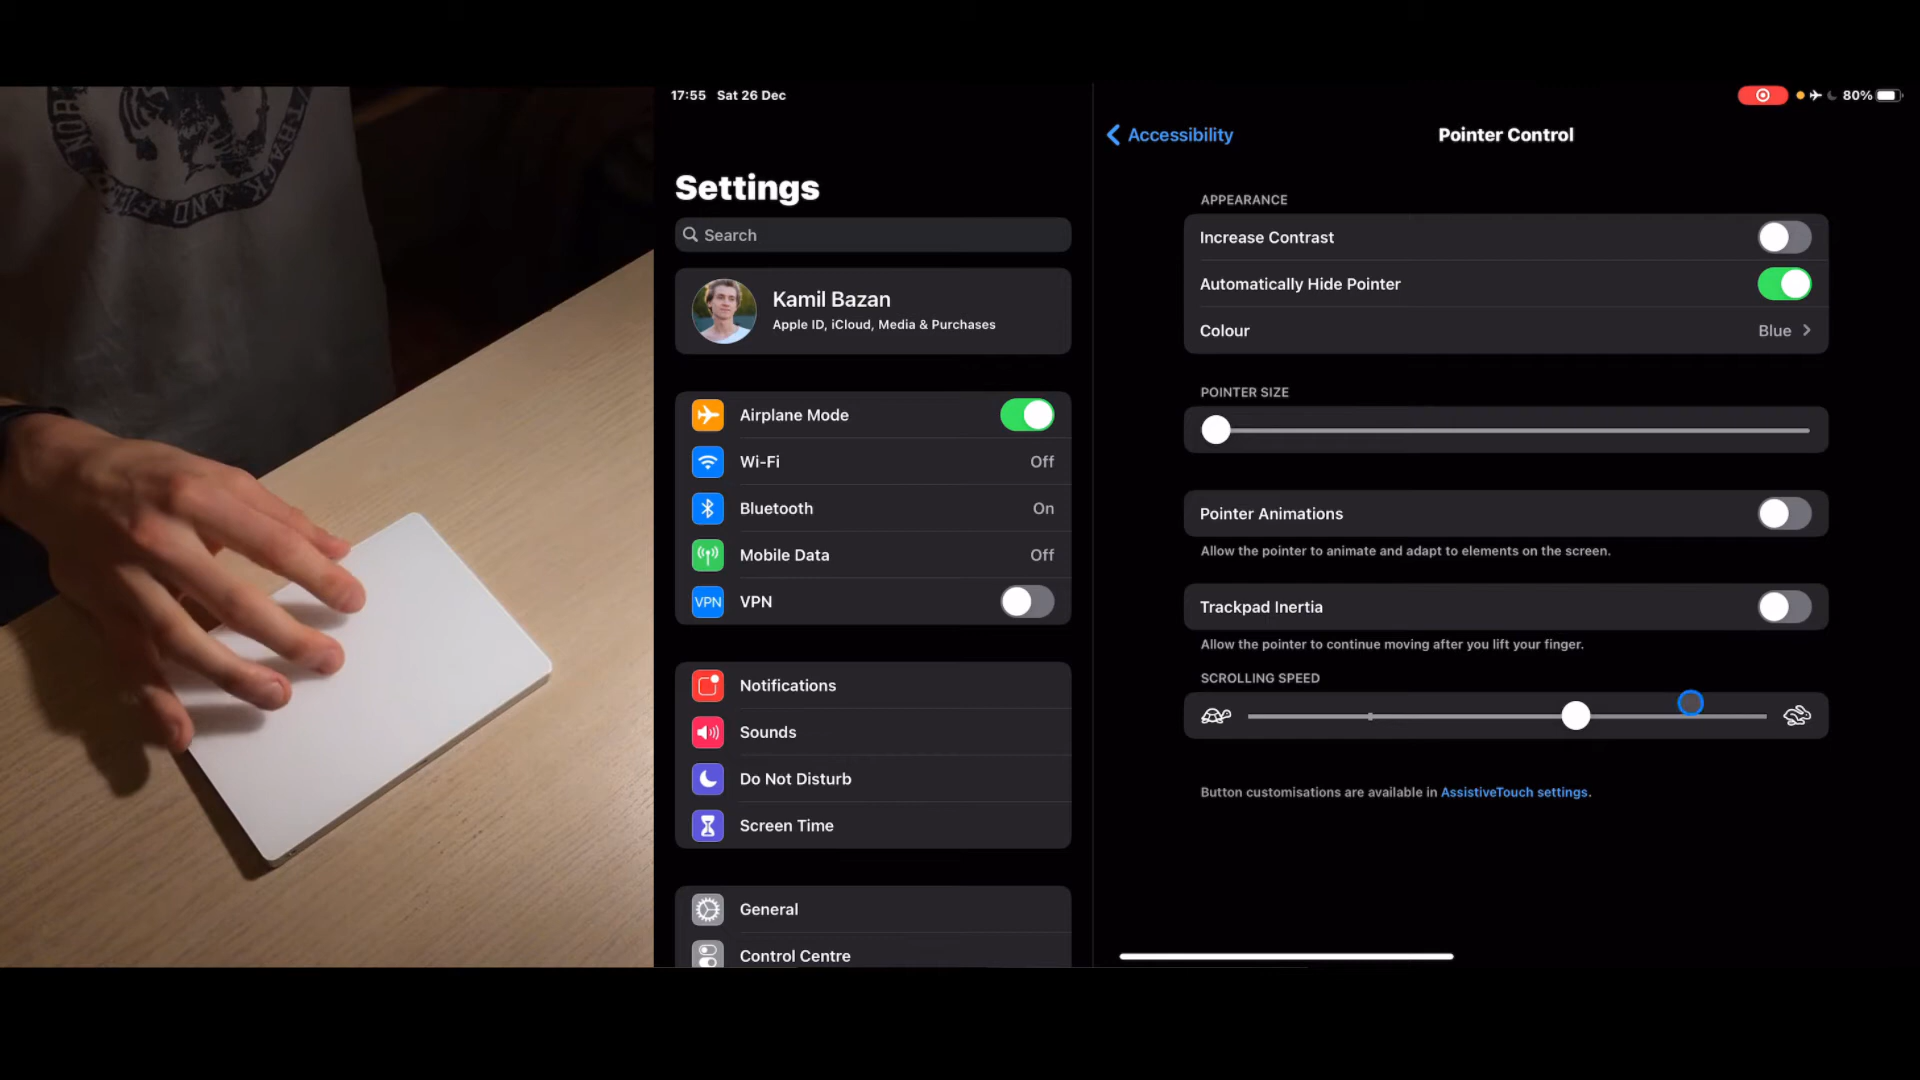 17:55 Sat 26 Dec
80%
Settings
Search
Kamil Bazan
Apple ID, iCloud, Media & Purchases
Airplane Mode
Wi-Fi Off
Bluetooth On
Mobile Data Off
VPN VPN
Notifications
Sounds
Do Not Disturb
Screen Time
General
Control Centre
Accessibility
Pointer Control
APPEARANCE
Increase Contrast
Automatically Hide Pointer
Colour Blue
POINTER SIZE
Pointer Animations
Allow the pointer to animate and adapt to elements on the screen.
Trackpad Inertia
Allow the pointer to continue moving after you lift your finger.
SCROLLING SPEED
Button customisations are available in AssistiveTouch settings.